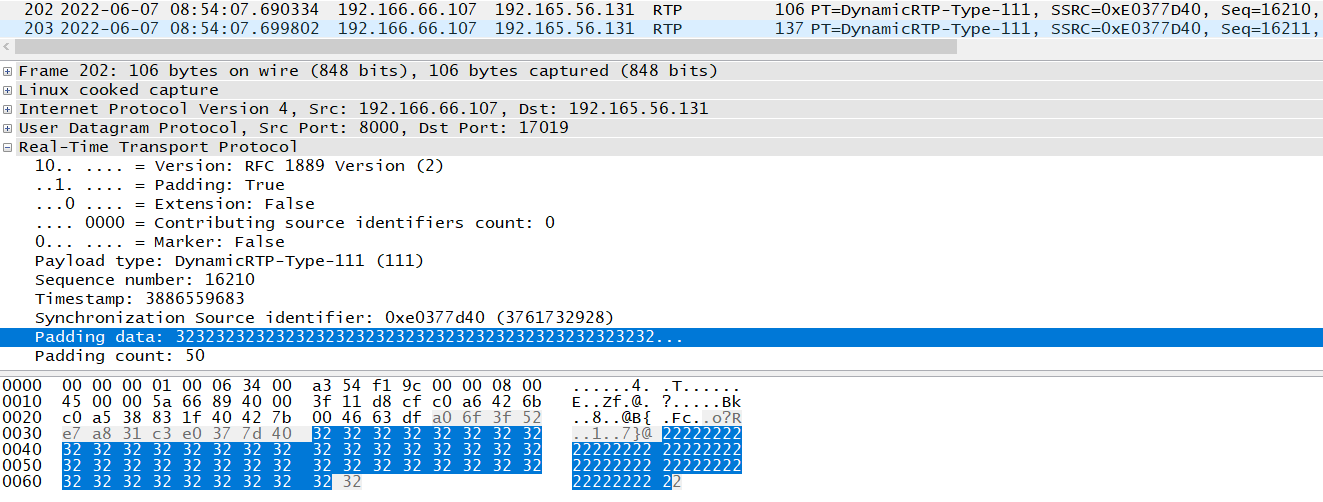 202 2022-06-07 08:54:07.690334 192.166.66.107 192.165.56.131 RTP 106 PT=DynamicRTP-Type-111, SSRC=0xE0377D40, Seq=16210,
203 2022-06-07 08:54:07.699802 192.166.66.107 192.165.56.131 RTP 137 PT=DynamicRTP-Type-111, SSRC=0xE0377D40, Seq=16211,
Frame 202: 106 bytes on wire (848 bits), 106 bytes captured (848 bits)
Linux cooked capture
Internet Protocol Version 4, Src: 192.166.66.107, Dst: 192.165.56.131
User Datagram Protocol, Src Port: 8000, Dst Port: 17019
Real-Time Transport Protocol
10.. .... = Version: RFC 1889 Version (2)
..1. .... = Padding: True
...0 .... = Extension: False
.... 0000 = Contributing source identifiers count: 0
0... .... = Marker: False
Payload type: DynamicRTP-Type-111 (111)
Sequence number: 16210
Timestamp: 3886559683
Synchronization Source identifier: 0xe0377d40 (3761732928)
Padding data: 323232323232323232323232323232323232323232323232...
Padding count: 50
0000 00 00 00 01 00 06 34 00 a3 54 f1 9c 00 00 08 00 ......4. .T......
0010 45 00 00 5a 66 89 40 00 3f 11 d8 cf c0 a6 42 6b E..Zf.@. ?.....Bk
0020 c0 a5 38 83 1f 40 42 7b 00 46 63 df a0 6f 3f 52 ..8..@B{ .Fc..o?R
0030 e7 a8 31 c3 e0 37 7d 40 32 32 32 32 32 32 32 32 ..1..7}@ 22222222
0040 32 32 32 32 32 32 32 32 32 32 32 32 32 32 32 32 22222222 22222222
0050 32 32 32 32 32 32 32 32 32 32 32 32 32 32 32 32 22222222 22222222
0060 32 32 32 32 32 32 32 32 32 32 22222222 22